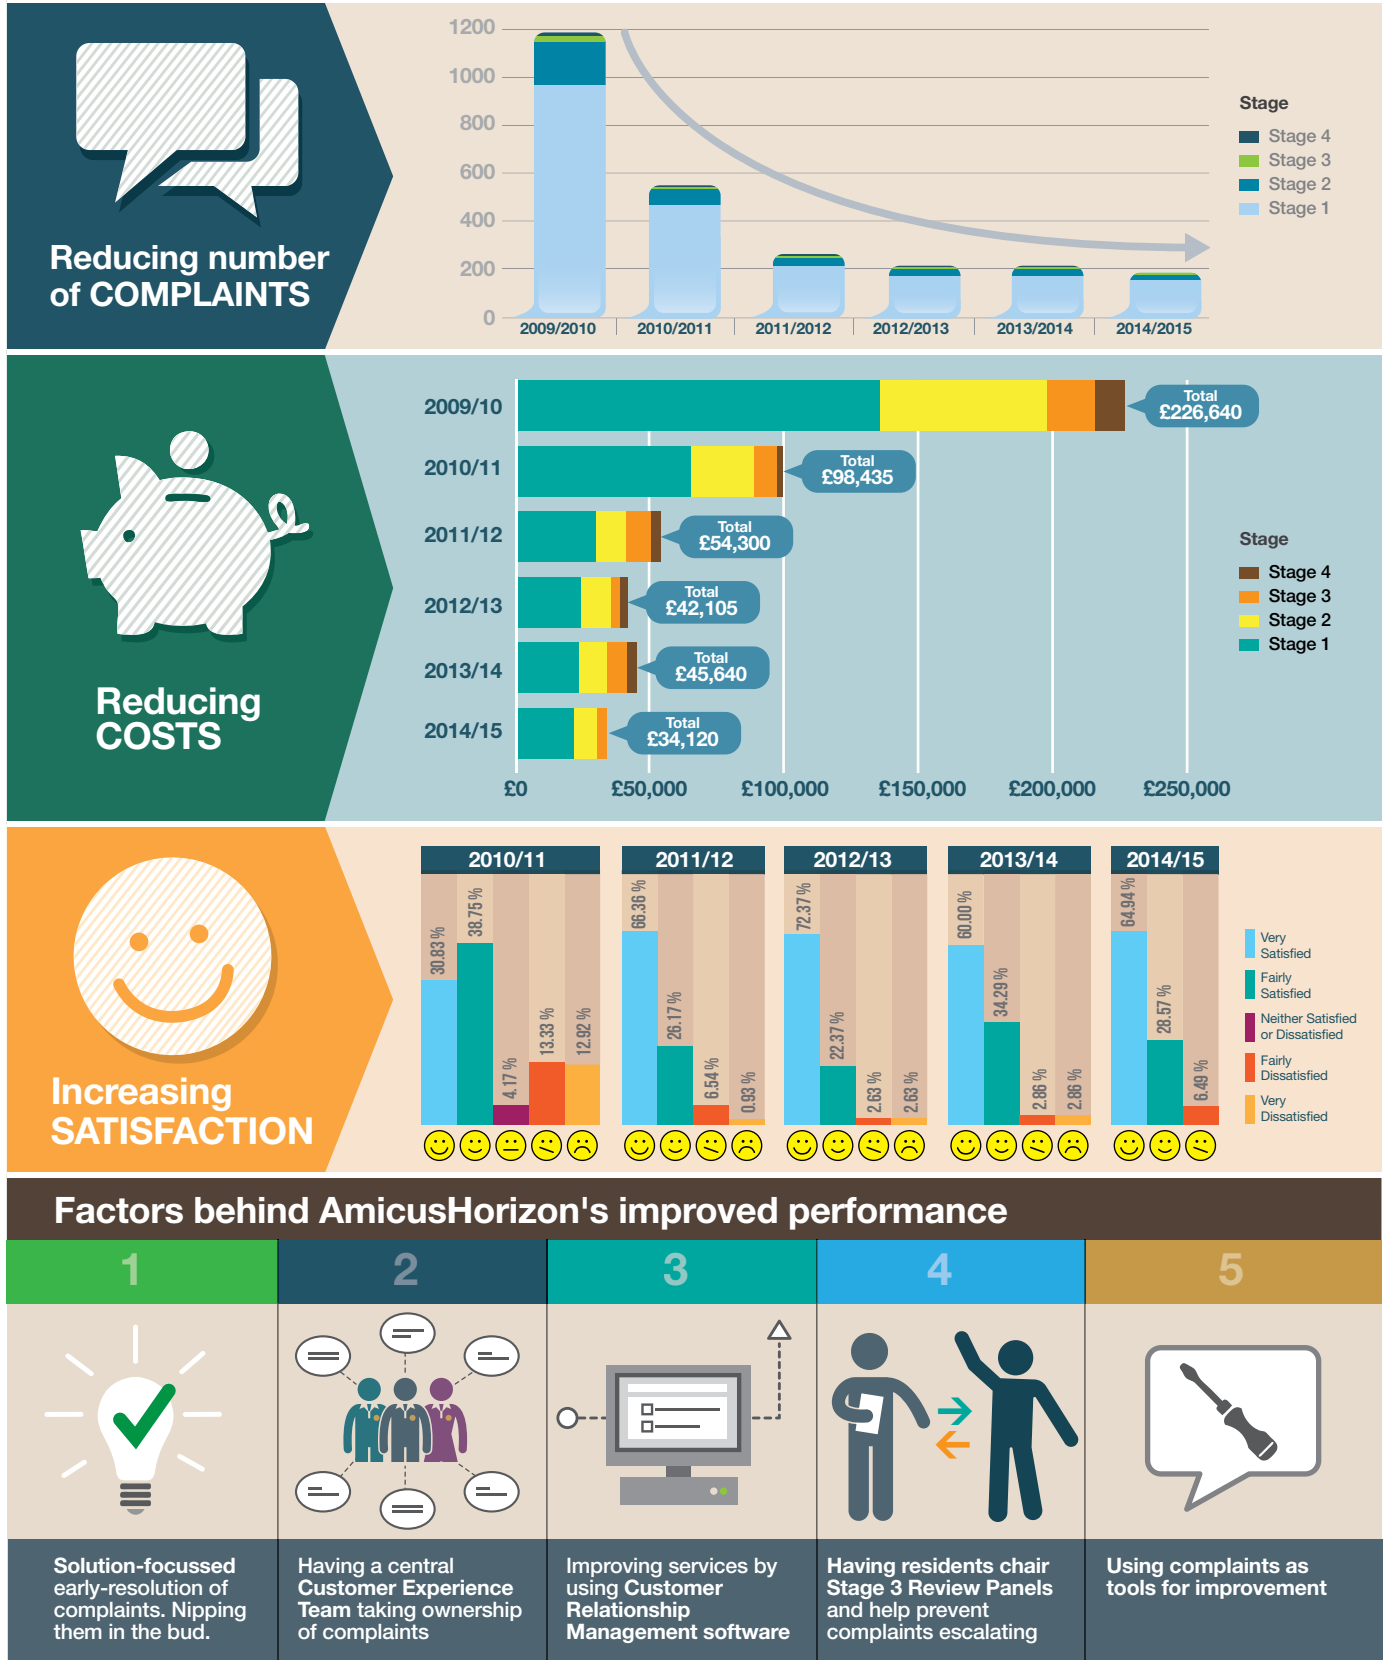 Reducing number
of COMPLAINTS
1200
1000
800
600
400
200
0
2009/2010
2010/2011
2011/2012
2012/2013
2013/2014
2014/2015
Stage
Stage 4
Stage 3
Stage 2
Stage 1
Reducing
COSTS
2009/10
Total
£226,640
2010/11
Total
£98,435
2011/12
Total
£54,300
2012/13
Total
£42,105
2013/14
Total
£45,640
2014/15
Total
£34,120
£0
£50,000
£100,000
£150,000
£200,000
£250,000
Stage
Stage 4
Stage 3
Stage 2
Stage 1
Increasing
SATISFACTION
2010/11
30.83 %
38.75 %
4.17 %
13.33 %
12.92 %
2011/12
66.36 %
26.17 %
6.54 %
0.93 %
2012/13
72.37 %
22.37 %
2.63 %
2.63 %
2013/14
60.00 %
34.29 %
2.86 %
2.86 %
2014/15
64.94 %
28.57 %
6.49 %
Very
Satisfied
Fairly
Satisfied
Neither Satisfied
or Dissatisfied
Fairly
Dissatisfied
Very
Dissatisfied
Factors behind AmicusHorizon's improved performance
1
2
3
4
5
Solution-focussed
early-resolution of
complaints. Nipping
them in the bud.
Having a central
Customer Experience
Team taking ownership
of complaints
Improving services by
using Customer
Relationship
Management software
Having residents chair
Stage 3 Review Panels
and help prevent
complaints escalating
Using complaints as
tools for improvement